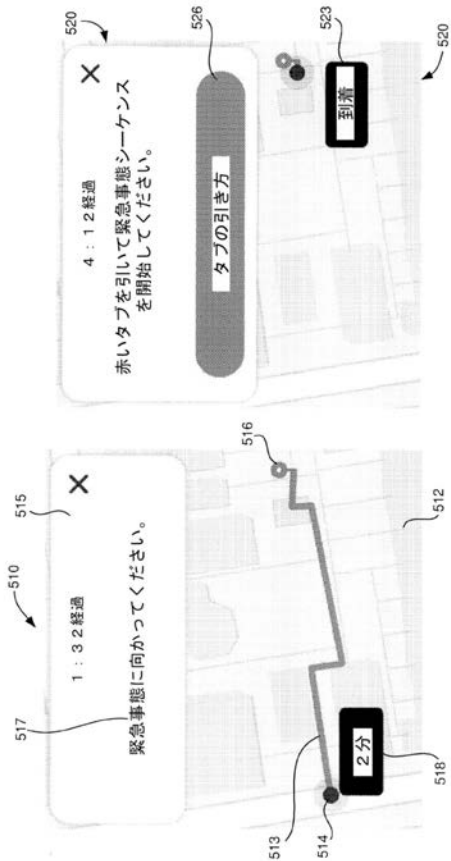 510
515
1:32経過
×
517
緊急事態に向かってください。
516
513
2分
514
518
512
520
4:12経過
×
赤いタブを引いて緊急事態シーケンス
を開始してください。
526
タブの引き方
523
到着
520